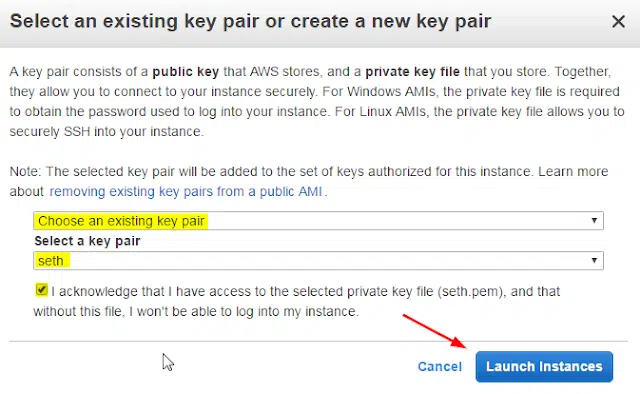 Select an existing key pair or create a new key pair
A key pair consists of a public key that AWS stores, and a private key file that you store. Together,
they allow you to connect to your instance securely. For Windows AMIs, the private key file is required
to obtain the password used to log into your instance. For Linux AMIs, the private key file allows you to
securely SSH into your instance.
Note: The selected key pair will be added to the set of keys authorized for this instance. Learn more
about removing existing key pairs from a public AMI.
Choose an existing key pair
Select a key pair
seth
I acknowledge that I have access to the selected private key file (seth.pem), and that
without this file, I won't be able to log into my instance.
Cancel Launch Instances